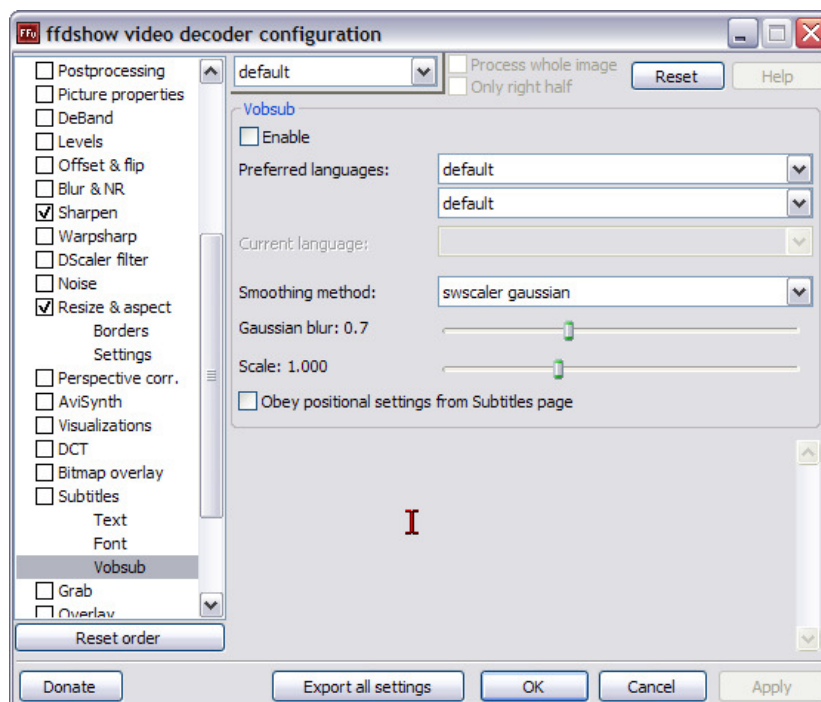 FFv ffdshow video decoder configuration
Postprocessing
Picture properties
DeBand
Levels
Offset & flip
Blur & NR
Sharpen
Warpsharp
DScaler filter
Noise
Resize & aspect
Borders
Settings
Perspective corr.
AviSynth
Visualizations
DCT
Bitmap overlay
Subtitles
Text
Font
Vobsub
Grab
Overlay
Reset order
default
Process whole image
Only right half
Reset
Help
Vobsub
Enable
Preferred languages:
default
default
Current language:
Smoothing method:
swscaler gaussian
Gaussian blur: 0.7
Scale: 1.000
Obey positional settings from Subtitles page
Donate
Export all settings
OK
Cancel
Apply